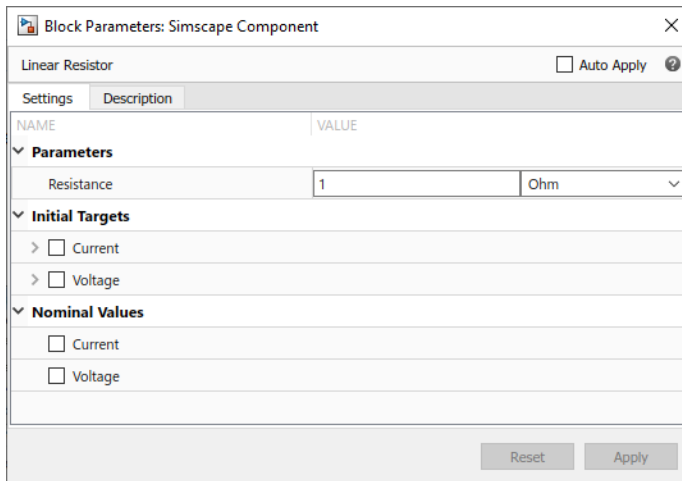 Block Parameters: Simscape Component
Linear Resistor Auto Apply
Settings Description
NAME VALUE
Parameters
Resistance 1 Ohm
Initial Targets
Current
Voltage
Nominal Values
Current
Voltage
Reset Apply